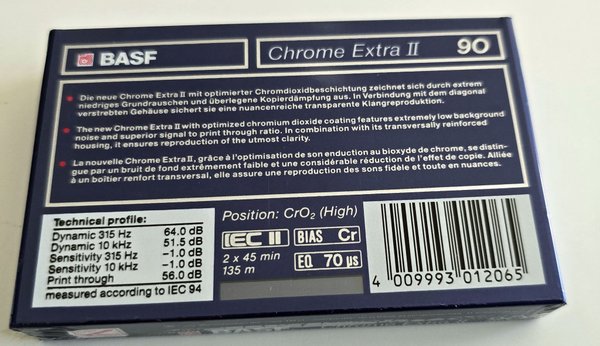 BASF
Chrome Extra II
90
Die neue Chrome Extra II mit optimierter Chromdioxidbeschichtung zeichnet sich durch extrem
niedriges Grundrauschen und überlegene Kopierdämpfung aus. In Verbindung mit dem diagonal
verstrebten Gehäuse sichert sie eine nuancenreiche transparente Klangreproduktion.
The new Chrome Extra II with optimized chromium dioxide coating features extremely low background
noise and superior signal to print through ratio. In combination with its transversally reinforced
housing, it ensures reproduction of the utmost clarity.
La nouvelle Chrome Extra II, grâce à l'optimisation de son enduction au bioxyde de chrome, se distin-
gue par un bruit de fond extrêmement faible et une considérable réduction de l'effet de copie. Alliée
à un boîtier renfort transversal, elle assure une reproduction des sons fidèle et toute en nuances.
Technical profile:
Dynamic 315 Hz 64.0 dB
Dynamic 10 kHz 51.5 dB
Sensitivity 315 Hz -1.0 dB
Sensitivity 10 kHz -1.0 dB
Print through 56.0 dB
measured according to IEC 94
Position: CrO₂ (High)
IEC II BIAS Cr
2 x 45 min
135 m
EQ 70 µs
4 009993 012065
BASF